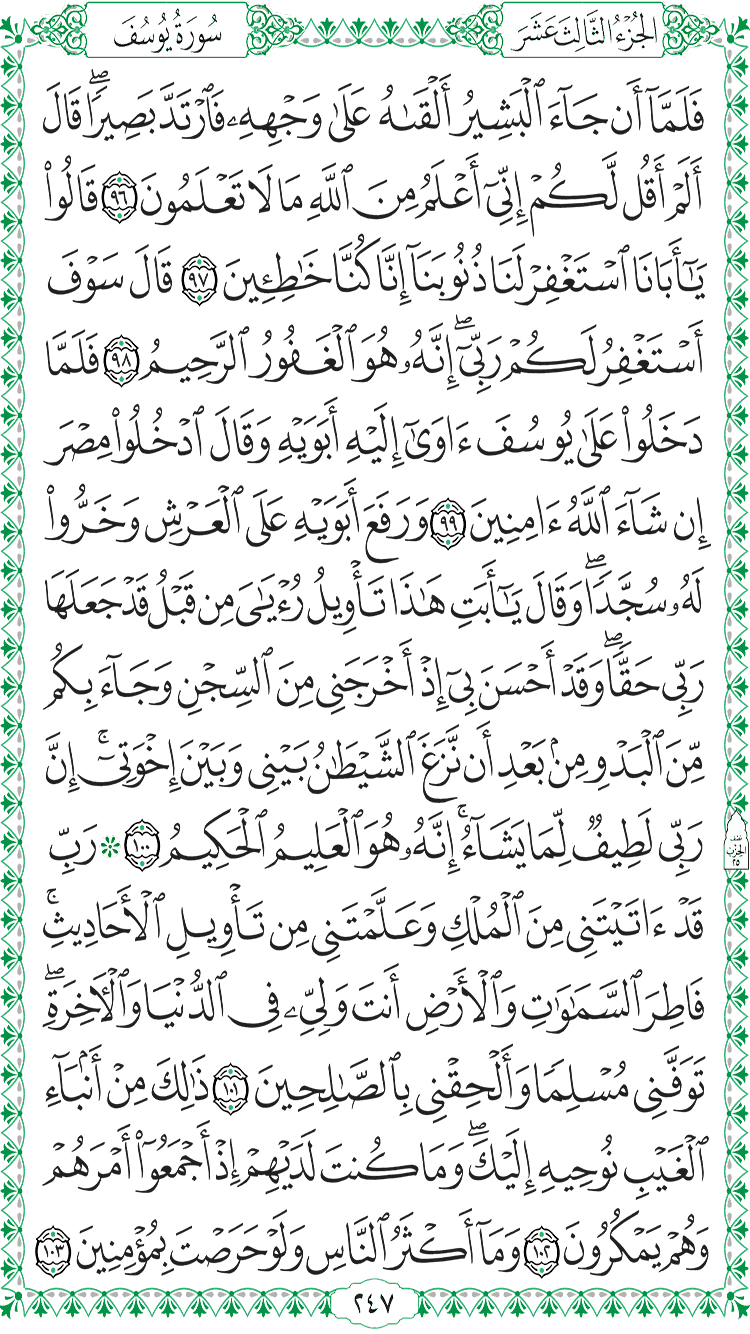 الجُزْءُ الثَّالِثَ عَشَرَ
سُورَةُ يُوسُفَ
فَلَمَّآ أَن جَآءَ ٱلْبَشِيرُ أَلْقَىٰهُ عَلَىٰ وَجْهِهِۦ فَٱرْتَدَّ بَصِيرًۭا ۖ قَالَ
أَلَمْ أَقُل لَّكُمْ إِنِّىٓ أَعْلَمُ مِنَ ٱللَّهِ مَا لَا تَعْلَمُونَ ٩٦ قَالُوا۟
يَـٰٓأَبَانَا ٱسْتَغْفِرْ لَنَا ذُنُوبَنَآ إِنَّا كُنَّا خَـٰطِـِٔينَ ٩٧ قَالَ سَوْفَ
أَسْتَغْفِرُ لَكُمْ رَبِّىٓ ۖ إِنَّهُۥ هُوَ ٱلْغَفُورُ ٱلرَّحِيمُ ٩٨ فَلَمَّا
دَخَلُوا۟ عَلَىٰ يُوسُفَ ءَاوَىٰٓ إِلَيْهِ أَبَوَيْهِ وَقَالَ ٱدْخُلُوا۟ مِصْرَ
إِن شَآءَ ٱللَّهُ ءَامِنِينَ ٩٩ وَرَفَعَ أَبَوَيْهِ عَلَى ٱلْعَرْشِ وَخَرُّوا۟
لَهُۥ سُجَّدًۭا ۖ وَقَالَ يَـٰٓأَبَتِ هَـٰذَا تَأْوِيلُ رُءْيَـٰىَ مِن قَبْلُ قَدْ جَعَلَهَا
رَبِّى حَقًّۭا ۖ وَقَدْ أَحْسَنَ بِىٓ إِذْ أَخْرَجَنِى مِنَ ٱلسِّجْنِ وَجَآءَ بِكُم
مِّنَ ٱلْبَدْوِ مِنۢ بَعْدِ أَن نَّزَغَ ٱلشَّيْطَـٰنُ بَيْنِى وَبَيْنَ إِخْوَتِىٓ ۚ إِنَّ
رَبِّى لَطِيفٌۭ لِّمَا يَشَآءُ ۚ إِنَّهُۥ هُوَ ٱلْعَلِيمُ ٱلْحَكِيمُ ١٠٠ ۞ رَبِّ
نصف الحزب ٢٥
قَدْ ءَاتَيْتَنِى مِنَ ٱلْمُلْكِ وَعَلَّمْتَنِى مِن تَأْوِيلِ ٱلْأَحَادِيثِ ۚ
فَاطِرَ ٱلسَّمَـٰوَٰتِ وَٱلْأَرْضِ أَنتَ وَلِىِّۦ فِى ٱلدُّنْيَا وَٱلْـَٔاخِرَةِ ۖ
تَوَفَّنِى مُسْلِمًۭا وَأَلْحِقْنِى بِٱلصَّـٰلِحِينَ ١٠١ ذَٰلِكَ مِنْ أَنۢبَآءِ
ٱلْغَيْبِ نُوحِيهِ إِلَيْكَ ۖ وَمَا كُنتَ لَدَيْهِمْ إِذْ أَجْمَعُوٓا۟ أَمْرَهُمْ
وَهُمْ يَمْكُرُونَ ١٠٢ وَمَآ أَكْثَرُ ٱلنَّاسِ وَلَوْ حَرَصْتَ بِمُؤْمِنِينَ ١٠٣
٢٤٧